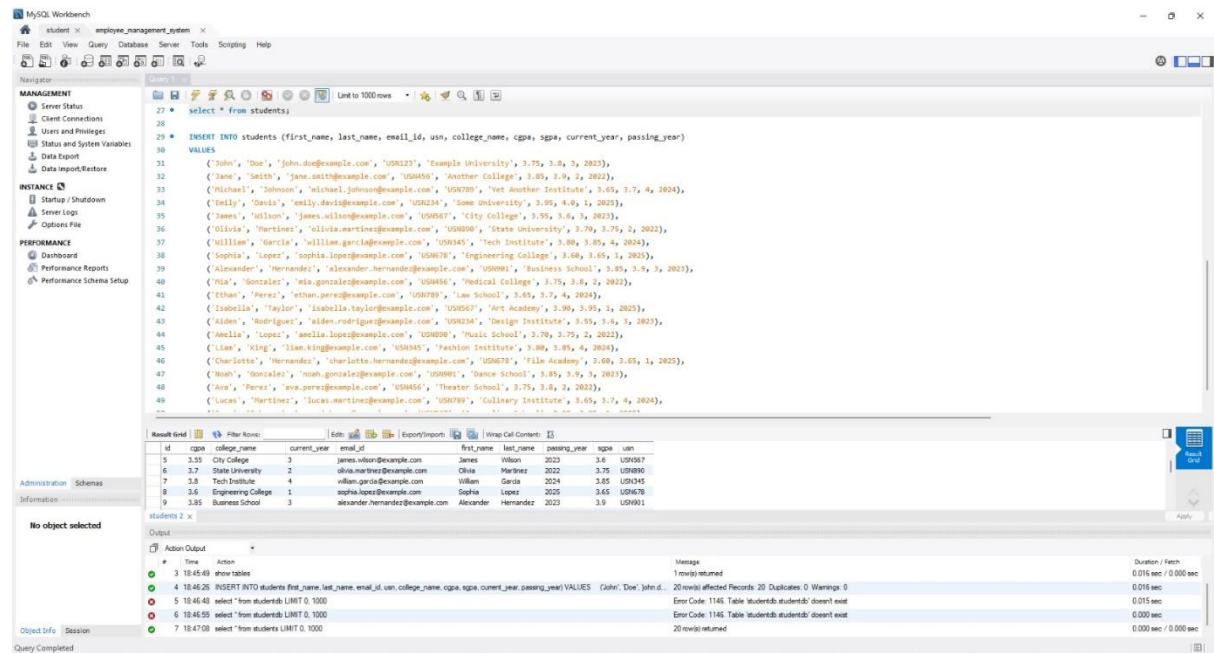 MySQL Workbench
student × employee_management_system ×
File Edit View Query Database Server Tools Scripting Help
Navigator
MANAGEMENT
Server Status
Client Connections
Users and Privileges
Status and System Variables
Data Export
Data Import/Restore
INSTANCE
Startup / Shutdown
Server Logs
Options File
PERFORMANCE
Dashboard
Performance Reports
Performance Schema Setup
Administration Schemas
Information
No object selected
Object Info Session
Query Completed
Query 1 ×
Limit to 1000 rows
27 select * from students;
28
29 INSERT INTO students (first_name, last_name, email_id, usn, college_name, cgpa, sgpa, current_year, passing_year)
30 VALUES
31 ('John', 'Doe', 'john.doe@example.com', 'USN123', 'Example University', 3.75, 3.8, 3, 2023),
32 ('Jane', 'Smith', 'jane.smith@example.com', 'USN456', 'Another College', 3.85, 3.9, 2, 2022),
33 ('Michael', 'Johnson', 'michael.johnson@example.com', 'USN789', 'Yet Another Institute', 3.65, 3.7, 4, 2024),
34 ('Emily', 'Davis', 'emily.davis@example.com', 'USN234', 'Some University', 3.95, 4.0, 1, 2025),
35 ('James', 'Wilson', 'james.wilson@example.com', 'USN567', 'City College', 3.55, 3.6, 3, 2023),
36 ('Olivia', 'Martinez', 'olivia.martinez@example.com', 'USN890', 'State University', 3.70, 3.75, 2, 2022),
37 ('William', 'Garcia', 'william.garcia@example.com', 'USN345', 'Tech Institute', 3.80, 3.85, 4, 2024),
38 ('Sophia', 'Lopez', 'sophia.lopez@example.com', 'USN678', 'Engineering College', 3.60, 3.65, 1, 2025),
39 ('Alexander', 'Hernandez', 'alexander.hernandez@example.com', 'USN901', 'Business School', 3.85, 3.9, 3, 2023),
40 ('Mia', 'Gonzalez', 'mia.gonzalez@example.com', 'USN456', 'Medical College', 3.75, 3.8, 2, 2022),
41 ('Ethan', 'Perez', 'ethan.perez@example.com', 'USN789', 'Law School', 3.65, 3.7, 4, 2024),
42 ('Isabella', 'Taylor', 'isabella.taylor@example.com', 'USN567', 'Art Academy', 3.90, 3.95, 1, 2025),
43 ('Aiden', 'Rodriguez', 'aiden.rodriguez@example.com', 'USN234', 'Design Institute', 3.55, 3.6, 3, 2023),
44 ('Amelia', 'Lopez', 'amelia.lopez@example.com', 'USN890', 'Music School', 3.70, 3.75, 2, 2022),
45 ('Liam', 'King', 'liam.king@example.com', 'USN345', 'Fashion Institute', 3.80, 3.85, 4, 2024),
46 ('Charlotte', 'Hernandez', 'charlotte.hernandez@example.com', 'USN678', 'Film Academy', 3.60, 3.65, 1, 2025),
47 ('Noah', 'Gonzalez', 'noah.gonzalez@example.com', 'USN901', 'Dance School', 3.85, 3.9, 3, 2023),
48 ('Ava', 'Perez', 'ava.perez@example.com', 'USN456', 'Theater School', 3.75, 3.8, 2, 2022),
49 ('Lucas', 'Martinez', 'lucas.martinez@example.com', 'USN789', 'Culinary Institute', 3.65, 3.7, 4, 2024),
Result Grid Filter Rows: Edit: Export/Import: Wrap Cell Content:
id cgpa college_name current_year email_id first_name last_name passing_year sgpa usn
5 3.55 City College 3 james.wilson@example.com James Wilson 2023 3.6 USN567
6 3.7 State University 2 olivia.martinez@example.com Olivia Martinez 2022 3.75 USN890
7 3.8 Tech Institute 4 william.garcia@example.com William Garcia 2024 3.85 USN345
8 3.6 Engineering College 1 sophia.lopez@example.com Sophia Lopez 2025 3.65 USN678
9 3.85 Business School 3 alexander.hernandez@example.com Alexander Hernandez 2023 3.9 USN901
Result
Grid
students 2 ×
Apply
Output
Action Output
# Time Action Message Duration / Fetch
3 18:45:49 show tables 1 row(s) returned 0.016 sec / 0.000 sec
4 18:46:26 INSERT INTO students (first_name, last_name, email_id, usn, college_name, cgpa, sgpa, current_year, passing_year) VALUES ('John', 'Doe', 'john.d... 20 row(s) affected Records: 20 Duplicates: 0 Warnings: 0 0.016 sec
5 18:46:48 select * from studentdb LIMIT 0, 1000 Error Code: 1146. Table 'studentdb.studentdb' doesn't exist 0.015 sec
6 18:46:55 select * from studentdb LIMIT 0, 1000 Error Code: 1146. Table 'studentdb.studentdb' doesn't exist 0.000 sec
7 18:47:08 select * from students LIMIT 0, 1000 20 row(s) returned 0.000 sec / 0.000 sec